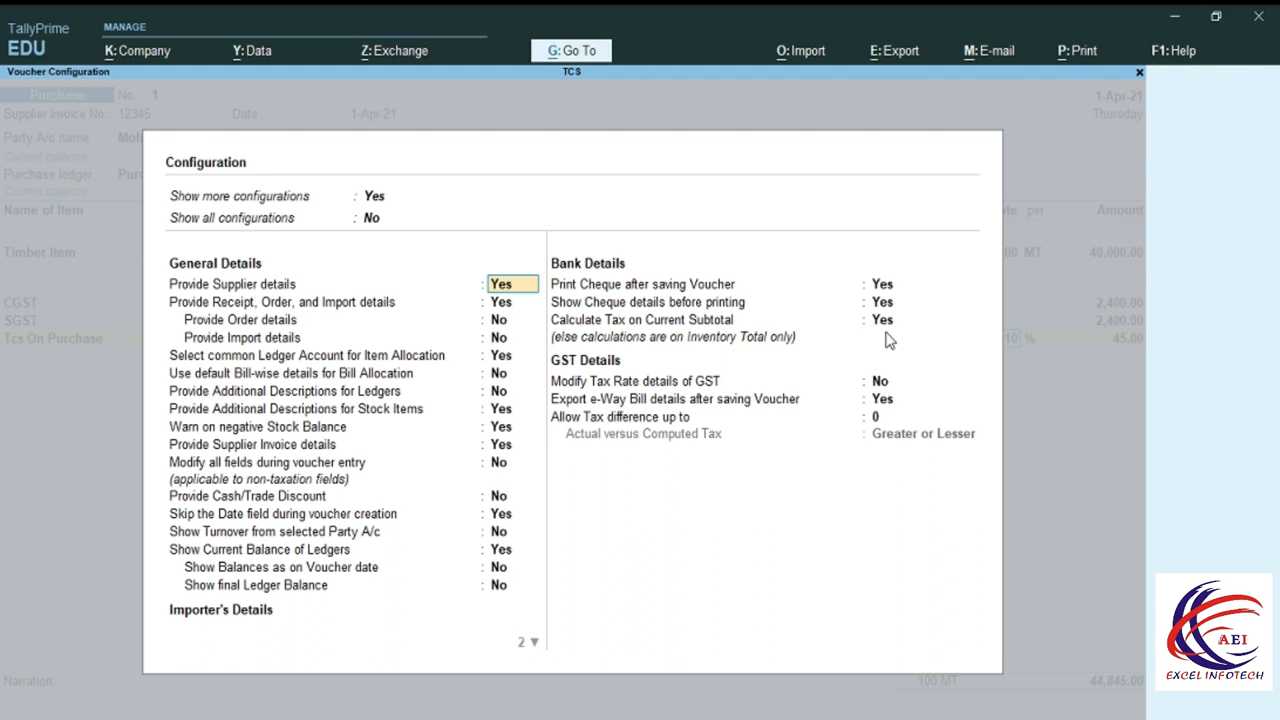 TallyPrime
EDU
MANAGE
K: Company
Y: Data
Z: Exchange
G: Go To
O: Import
E: Export
M: E-mail
P: Print
F1: Help
Voucher Configuration
TCS
Purchase No. 1
1-Apr-21
Supplier Invoice No. 12345 Date : 1-Apr-21
Thursday
Party A/c name : Moh
Current balance
Purchase ledger : Purc
Current balance
Name of Item
ate per Amount
Timber Item
00 MT 40,000.00
CGST 2,400.00
SGST 2,400.00
Tcs On Purchase 10 % 45.00
Configuration
Show more configurations : Yes
Show all configurations : No
General Details
Provide Supplier details : Yes
Provide Receipt, Order, and Import details : Yes
Provide Order details : No
Provide Import details : No
Select common Ledger Account for Item Allocation : Yes
Use default Bill-wise details for Bill Allocation : No
Provide Additional Descriptions for Ledgers : No
Provide Additional Descriptions for Stock Items : Yes
Warn on negative Stock Balance : Yes
Provide Supplier Invoice details : Yes
Modify all fields during voucher entry : No
(applicable to non-taxation fields)
Provide Cash/Trade Discount : No
Skip the Date field during voucher creation : Yes
Show Turnover from selected Party A/c : No
Show Current Balance of Ledgers : Yes
Show Balances as on Voucher date : No
Show final Ledger Balance : No
Importer's Details
2 ▼
Bank Details
Print Cheque after saving Voucher : Yes
Show Cheque details before printing : Yes
Calculate Tax on Current Subtotal : Yes
(else calculations are on Inventory Total only)
GST Details
Modify Tax Rate details of GST : No
Export e-Way Bill details after saving Voucher : Yes
Allow Tax difference up to : 0
Actual versus Computed Tax : Greater or Lesser
Narration:
100 MT 44,845.00
AEI
EXCEL INFOTECH